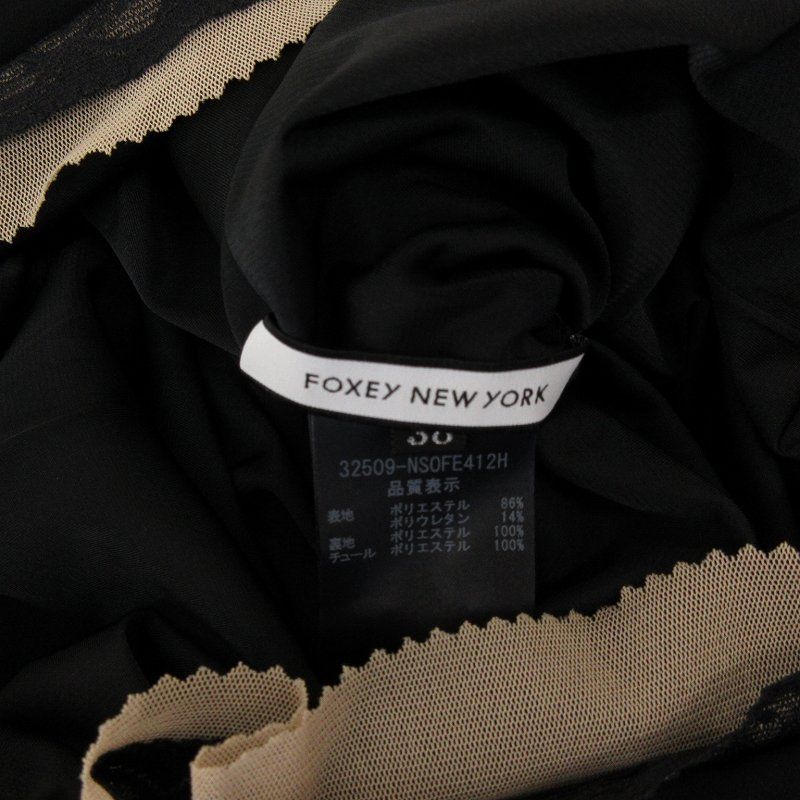 FOXEY NEW YORK
38
32509-NSOFE412H
品質表示
表地 ポリエステル 86%
ポリウレタン 14%
裏地 ポリエステル 100%
チュール ポリエステル 100%